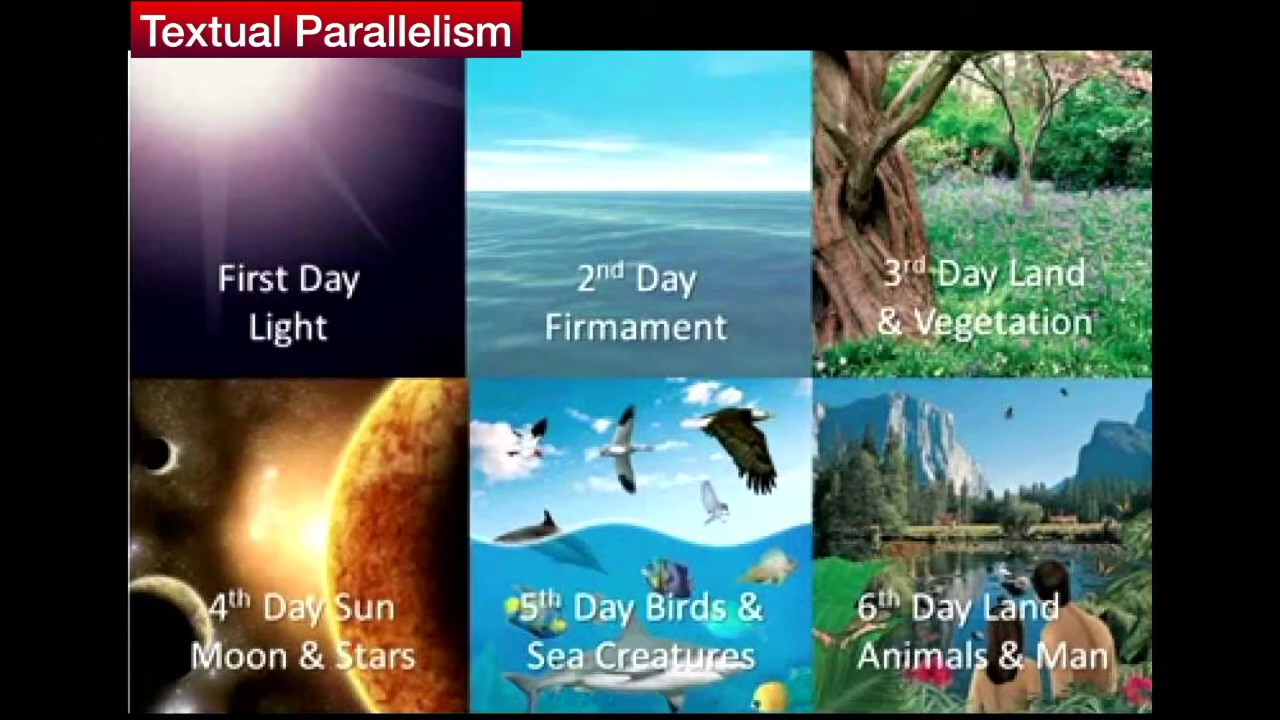 Textual Parallelism
First Day
Light
2nd Day
Firmament
3rd Day Land
& Vegetation
4th Day Sun
Moon & Stars
5th Day Birds &
Sea Creatures
6th Day Land
Animals & Man